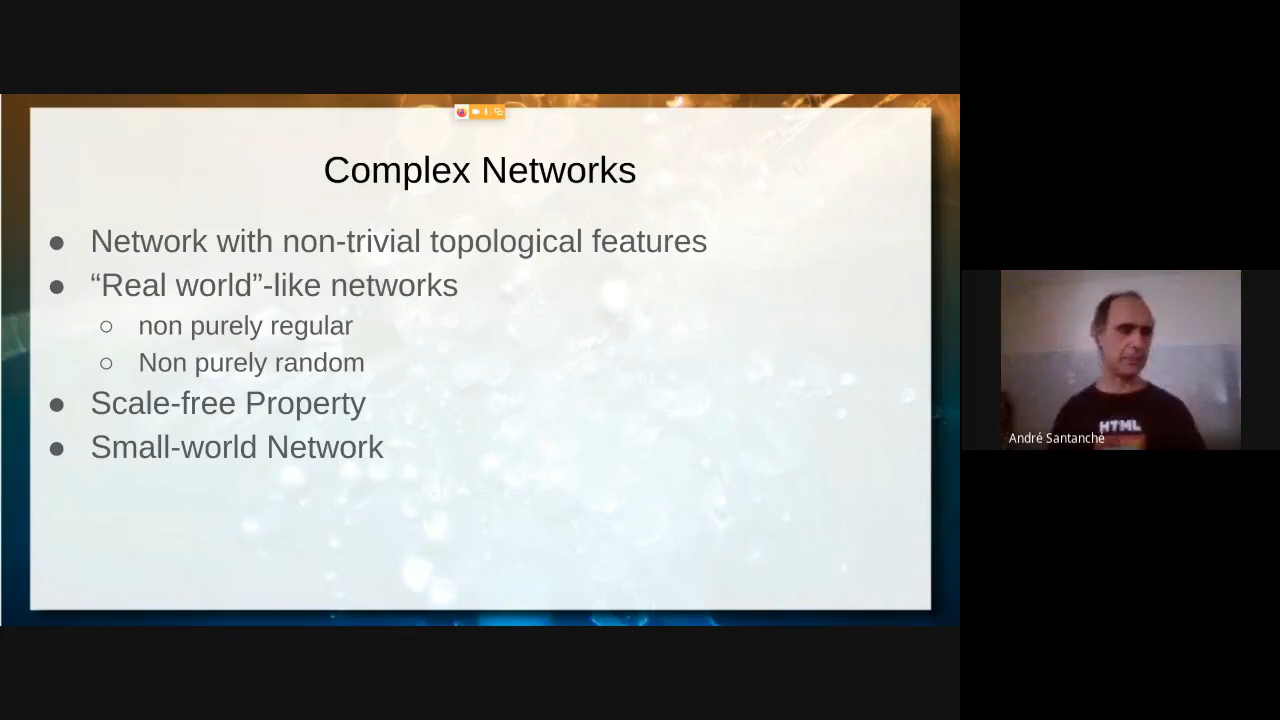 Complex Networks
● Network with non-trivial topological features
● “Real world”-like networks
○ non purely regular
○ Non purely random
● Scale-free Property
● Small-world Network
HTML
André Santanchè